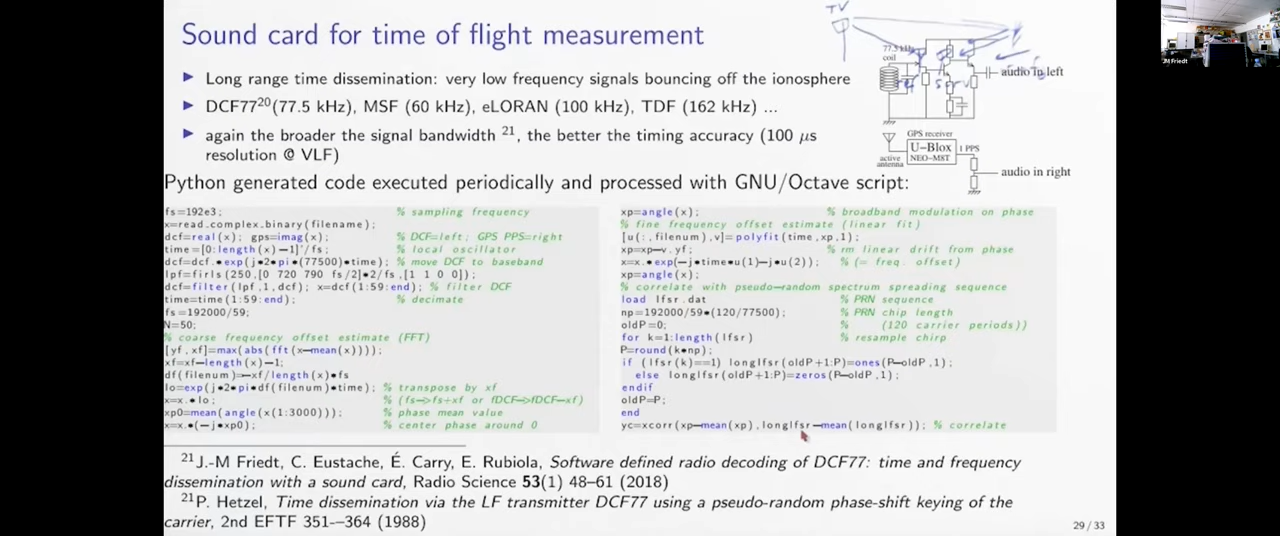 Sound card for time of flight measurement
TV
▶ Long range time dissemination: very low frequency signals bouncing off the ionosphere
▶ DCF77²⁰(77.5 kHz), MSF (60 kHz), eLORAN (100 kHz), TDF (162 kHz) ...
▶ again the broader the signal bandwidth ²¹, the better the timing accuracy (100 μs
resolution @ VLF)
77.5 kHz
coil
audio in left
GPS receiver
U-Blox
NEO-M8T
1 PPS
active
antenna
audio in right
Python generated code executed periodically and processed with GNU/Octave script:
fs=192e3; % sampling frequency
x=read_complex_binary(filename);
dcf=real(x); gps=imag(x); % DCF=left; GPS PPS=right
time=[0:length(x)-1]'/fs; % local oscillator
dcf=dcf.*exp(j*2*pi*(77500)*time); % move DCF to baseband
lpf=firls(250,[0 720 790 fs/2]*2/fs,[1 1 0 0]);
dcf=filter(lpf,1,dcf); x=dcf(1:59:end); % filter DCF
time=time(1:59:end); % decimate
fs=192000/59;
N=50;
% coarse frequency offset estimate (FFT)
[yf,xf]=max(abs(fft(x-mean(x))));
xf=xf-length(x)-1;
df(filenum)=-xf/length(x)*fs
lo=exp(j*2*pi*df(filenum)*time); % transpose by xf
x=x.*lo; % (fs->fs+xf or fDCF->fDCF-xf)
xp0=mean(angle(x(1:3000))); % phase mean value
x=x.*(-j*xp0); % center phase around 0
xp=angle(x); % broadband modulation on phase
% fine frequency offset estimate (linear fit)
[u(:,filenum),v]=polyfit(time,xp,1);
xp=xp-v.yf; % rm linear drift from phase
x=x.*exp(-j*time*u(1)-j*u(2)); % (= freq. offset)
xp=angle(x);
% correlate with pseudo-random spectrum spreading sequence
load lfsr.dat % PRN sequence
np=192000/59*(120/77500); % PRN chip length
oldP=0; % (120 carrier periods))
for k=1:length(lfsr) % resample chirp
P=round(k*np);
if (lfsr(k)==1) longlfsr(oldP+1:P)=ones(P-oldP,1);
else longlfsr(oldP+1:P)=zeros(P-oldP,1);
endif
oldP=P;
end
yc=xcorr(xp-mean(xp),longlfsr-mean(longlfsr)); % correlate
²¹J.-M Friedt, C. Eustache, É. Carry, E. Rubiola, Software defined radio decoding of DCF77: time and frequency
dissemination with a sound card, Radio Science 53(1) 48–61 (2018)
²¹P. Hetzel, Time dissemination via the LF transmitter DCF77 using a pseudo-random phase-shift keying of the
carrier, 2nd EFTF 351-–364 (1988)
29 / 33
JM Friedt